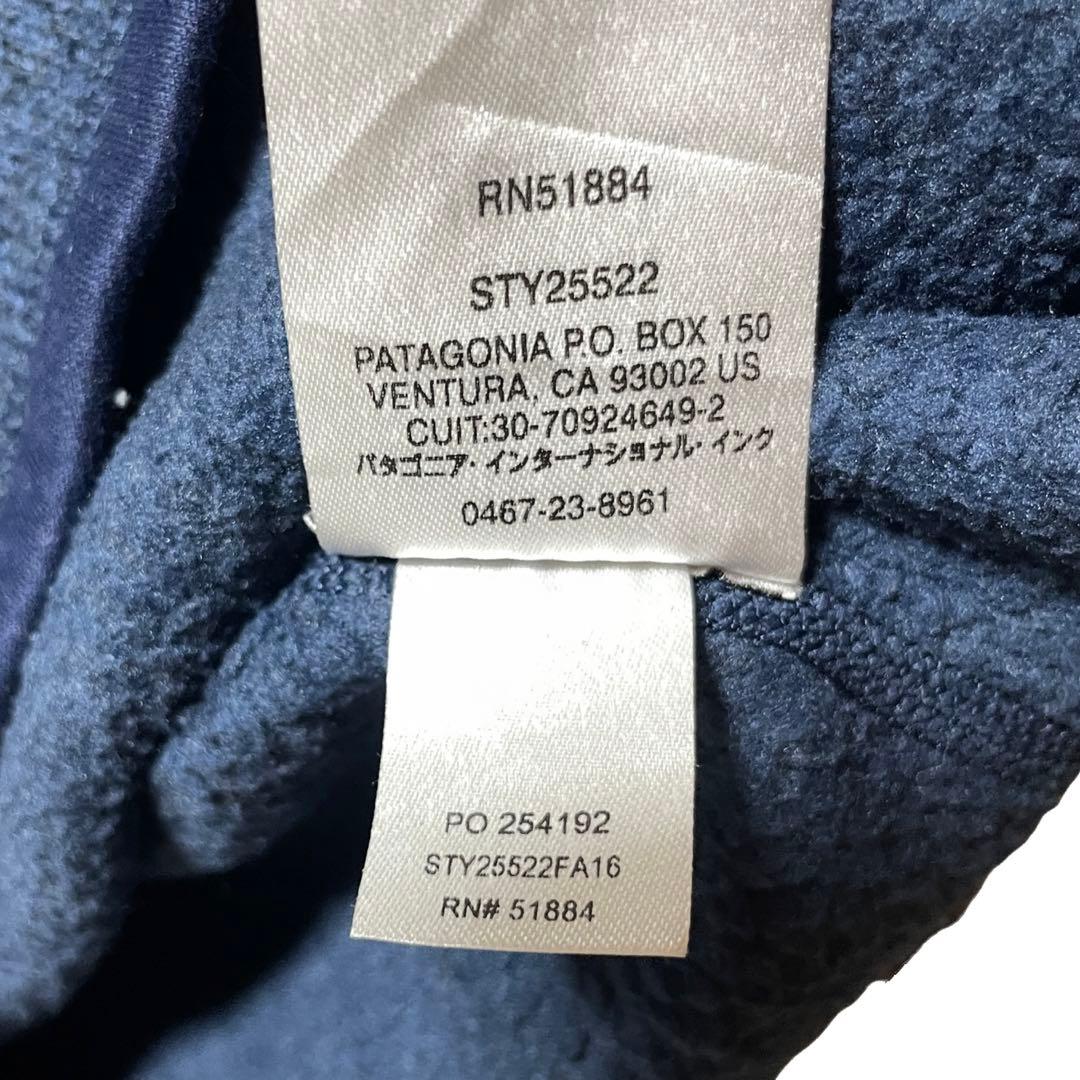 RN51884
STY25522
PATAGONIA P.O. BOX 150
VENTURA, CA 93002 US
CUIT:30-70924649-2
パタゴニア・インターナショナル・インク
0467-23-8961
PO 254192
STY25522FA16
RN# 51884